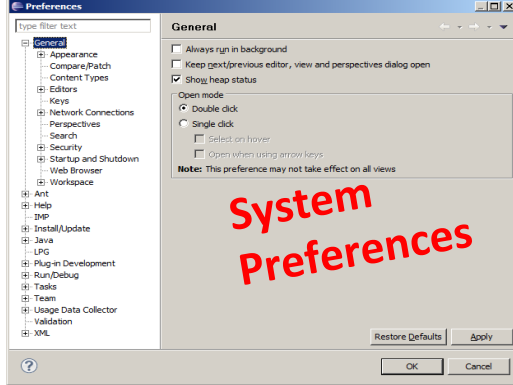 Preferences
type filter text
General
Appearance
Compare/Patch
Content Types
Editors
Keys
Network Connections
Perspectives
Search
Security
Startup and Shutdown
Web Browser
Workspace
Ant
Help
IMP
Install/Update
Java
LPG
Plug-in Development
Run/Debug
Tasks
Team
Usage Data Collector
Validation
XML
General
Always run in background
Keep next/previous editor, view and perspectives dialog open
Show heap status
Open mode
Double click
Single click
Select on hover
Open when using arrow keys
Note: This preference may not take effect on all views
System
Preferences
Restore Defaults
Apply
?
OK
Cancel